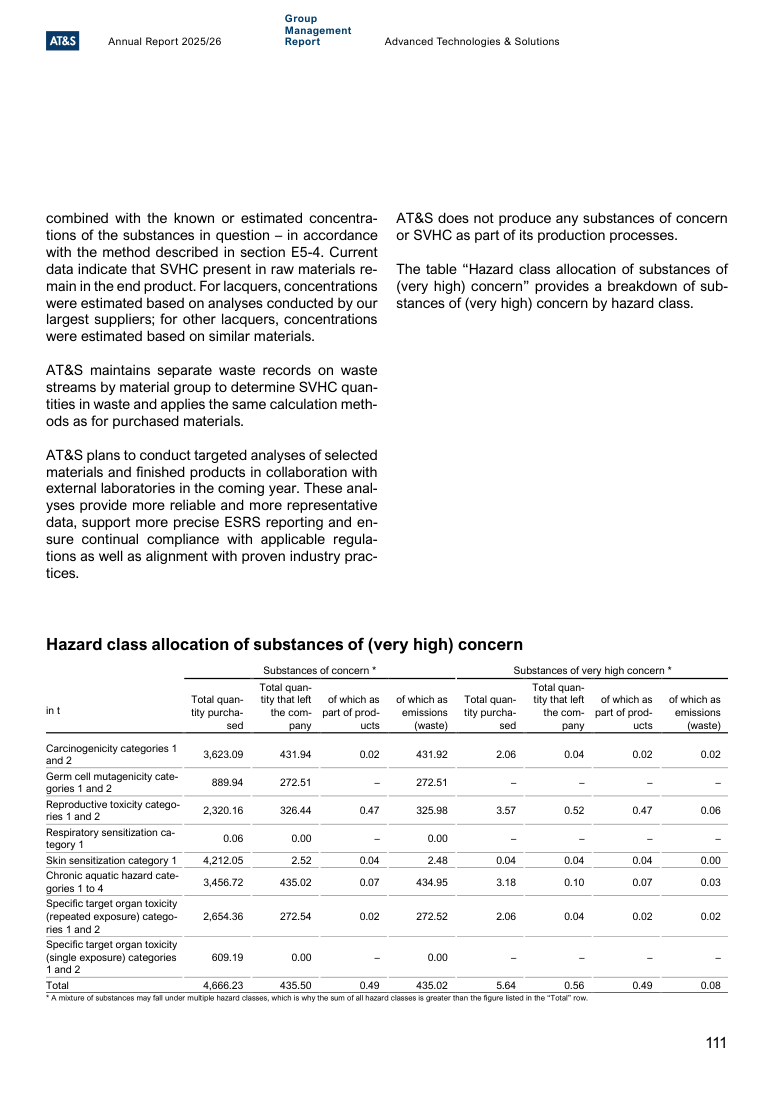 AT&S
Annual Report 2025/26
Group
Management
Report
Advanced Technologies & Solutions
combined with the known or estimated concentra-
tions of the substances in question – in accordance
with the method described in section E5-4. Current
data indicate that SVHC present in raw materials re-
main in the end product. For lacquers, concentrations
were estimated based on analyses conducted by our
largest suppliers; for other lacquers, concentrations
were estimated based on similar materials.
AT&S maintains separate waste records on waste
streams by material group to determine SVHC quan-
tities in waste and applies the same calculation meth-
ods as for purchased materials.
AT&S plans to conduct targeted analyses of selected
materials and finished products in collaboration with
external laboratories in the coming year. These anal-
yses provide more reliable and more representative
data, support more precise ESRS reporting and en-
sure continual compliance with applicable regula-
tions as well as alignment with proven industry prac-
tices.
AT&S does not produce any substances of concern
or SVHC as part of its production processes.
The table “Hazard class allocation of substances of
(very high) concern” provides a breakdown of sub-
stances of (very high) concern by hazard class.
Hazard class allocation of substances of (very high) concern
Substances of concern * Substances of very high concern *
in t
Total quan-
tity purcha-
sed
Total quan-
tity that left
the com-
pany
of which as
part of prod-
ucts
of which as
emissions
(waste)
Total quan-
tity purcha-
sed
Total quan-
tity that left
the com-
pany
of which as
part of prod-
ucts
of which as
emissions
(waste)
Carcinogenicity categories 1
and 2
3,623.09 431.94 0.02 431.92 2.06 0.04 0.02 0.02
Germ cell mutagenicity cate-
gories 1 and 2
889.94 272.51 – 272.51 – – – –
Reproductive toxicity catego-
ries 1 and 2
2,320.16 326.44 0.47 325.98 3.57 0.52 0.47 0.06
Respiratory sensitization ca-
tegory 1
0.06 0.00 – 0.00 – – – –
Skin sensitization category 1 4,212.05 2.52 0.04 2.48 0.04 0.04 0.04 0.00
Chronic aquatic hazard cate-
gories 1 to 4
3,456.72 435.02 0.07 434.95 3.18 0.10 0.07 0.03
Specific target organ toxicity
(repeated exposure) catego-
ries 1 and 2
2,654.36 272.54 0.02 272.52 2.06 0.04 0.02 0.02
Specific target organ toxicity
(single exposure) categories
1 and 2
609.19 0.00 – 0.00 – – – –
Total 4,666.23 435.50 0.49 435.02 5.64 0.56 0.49 0.08
* A mixture of substances may fall under multiple hazard classes, which is why the sum of all hazard classes is greater than the figure listed in the “Total” row.
111